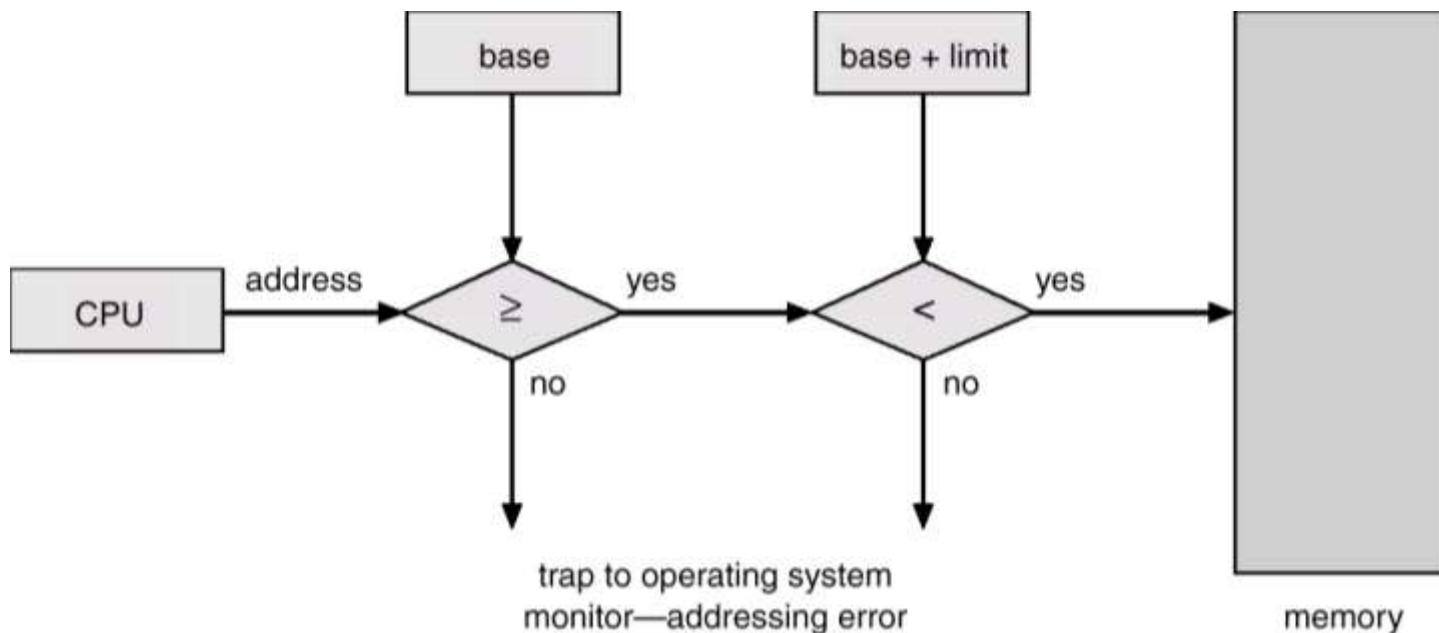 base
base + limit
CPU
address
≥
yes
<
yes
no
no
trap to operating system
monitor—addressing error
memory